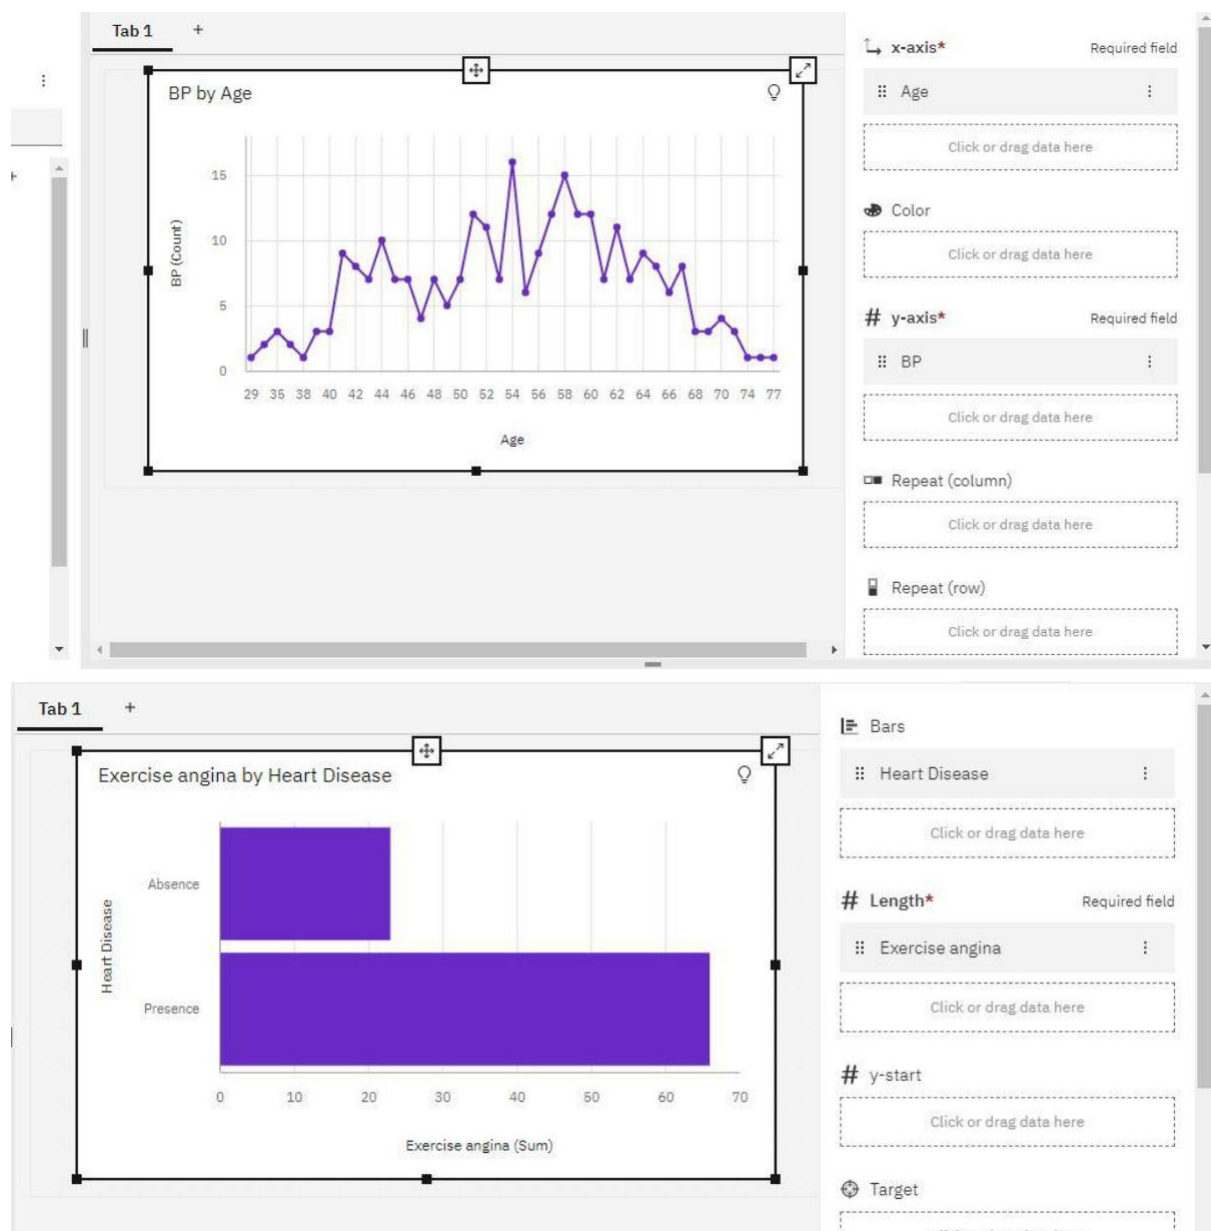 Tab 1 +
BP by Age
BP (Count)
15
10
5
0
29 35 38 40 42 44 46 48 50 52 54 56 58 60 62 64 66 68 70 74 77
Age
x-axis* Required field
Age
Click or drag data here
Color
Click or drag data here
# y-axis* Required field
BP
Click or drag data here
Repeat (column)
Click or drag data here
Repeat (row)
Click or drag data here
Tab 1 +
Exercise angina by Heart Disease
Heart Disease
Absence
Presence
0 10 20 30 40 50 60 70
Exercise angina (Sum)
Bars
Heart Disease
Click or drag data here
# Length* Required field
Exercise angina
Click or drag data here
# y-start
Click or drag data here
Target